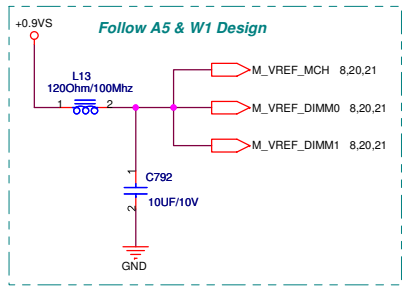 Follow A5 & W1 Design
+0.9VS
L13
120Ohm/100Mhz
1 2
M_VREF_MCH 8,20,21
M_VREF_DIMM0 8,20,21
M_VREF_DIMM1 8,20,21
1
C792
2
10UF/10V
GND